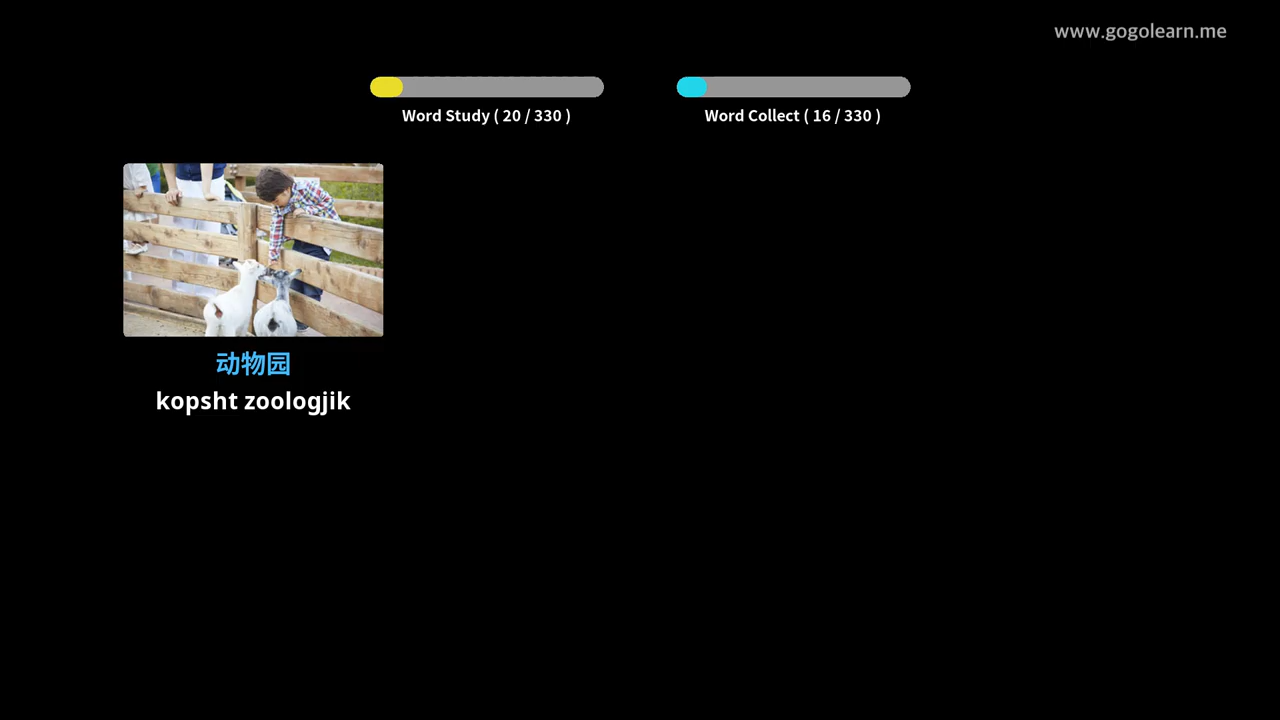 www.gogolearn.me
Word Study ( 20 / 330 )
Word Collect ( 16 / 330 )
动物园
kopsht zoologjik